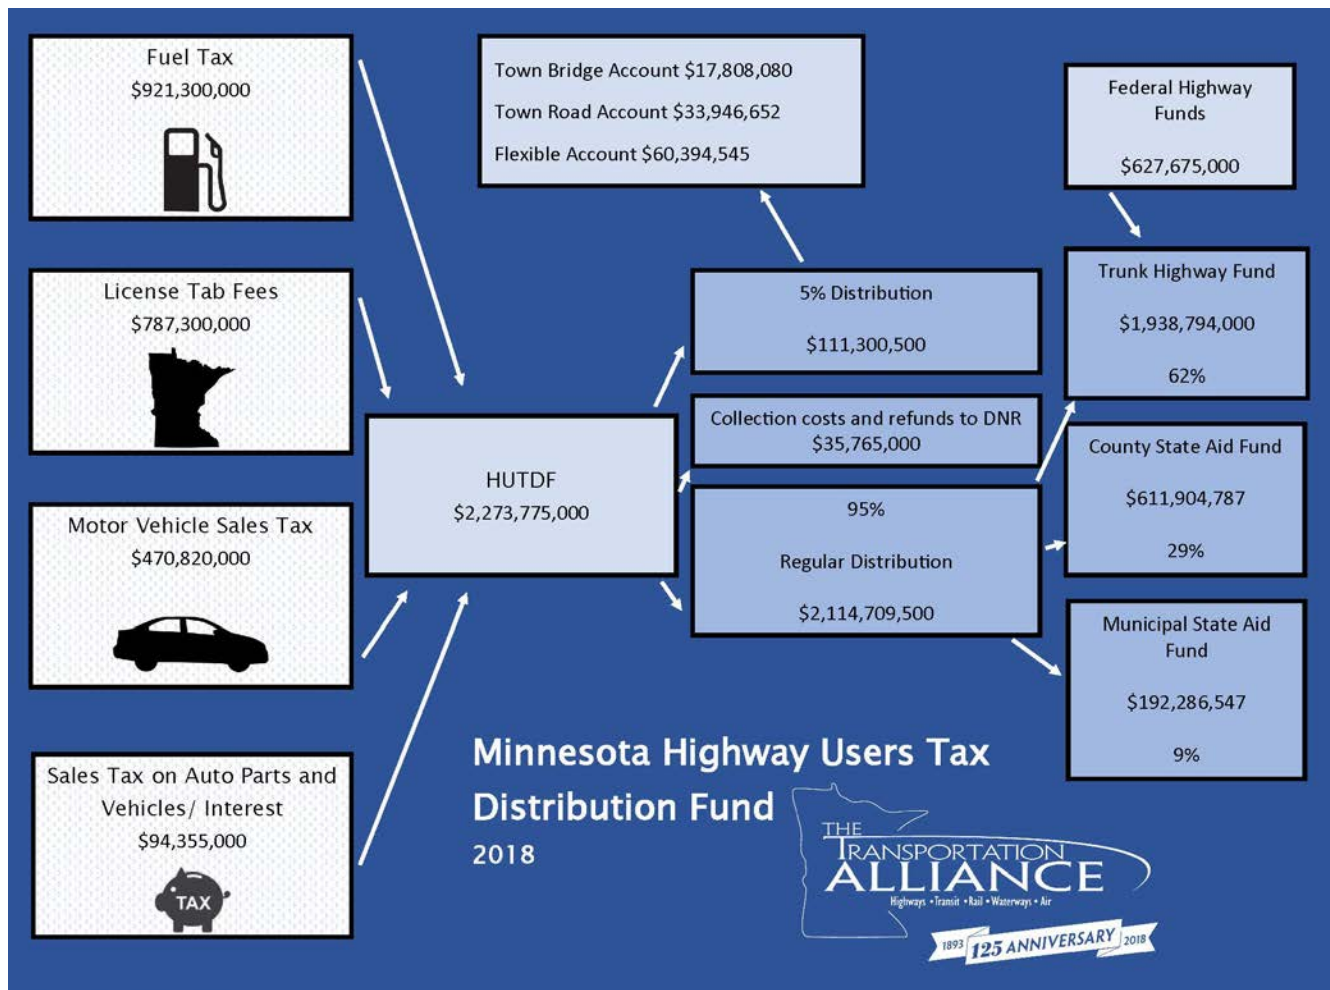 Fuel Tax
$921,300,000
License Tab Fees
$787,300,000
Motor Vehicle Sales Tax
$470,820,000
Sales Tax on Auto Parts and
Vehicles/ Interest
$94,355,000
TAX
HUTDF
$2,273,775,000
Town Bridge Account $17,808,080
Town Road Account $33,946,652
Flexible Account $60,394,545
5% Distribution
$111,300,500
Collection costs and refunds to DNR
$35,765,000
95%
Regular Distribution
$2,114,709,500
Federal Highway
Funds
$627,675,000
Trunk Highway Fund
$1,938,794,000
62%
County State Aid Fund
$611,904,787
29%
Municipal State Aid
Fund
$192,286,547
9%
Minnesota Highway Users Tax
Distribution Fund
2018
THE
TRANSPORTATION
ALLIANCE
Highways • Transit • Rail • Waterways • Air
1893 125 ANNIVERSARY 2018